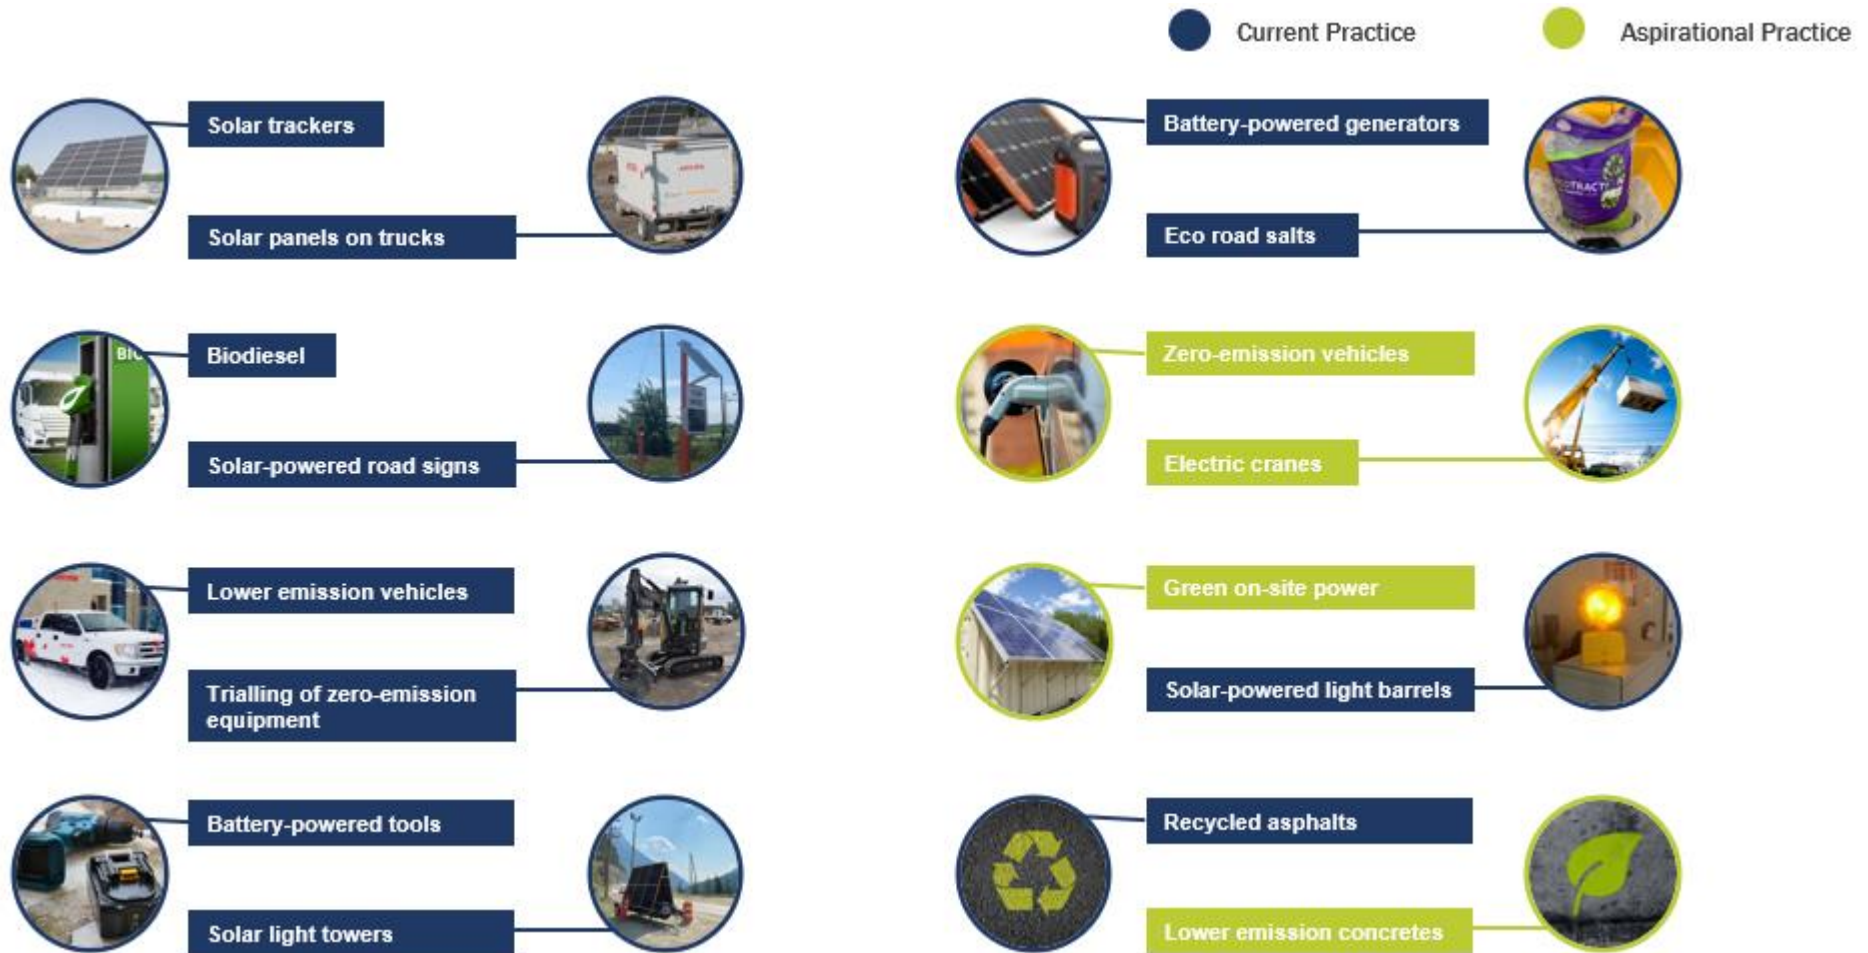 Current Practice
Aspirational Practice
Solar trackers
Solar panels on trucks
Biodiesel
BIO
Solar-powered road signs
Lower emission vehicles
Trialling of zero-emission
equipment
Battery-powered tools
Solar light towers
Battery-powered generators
Eco road salts
Zero-emission vehicles
Electric cranes
Green on-site power
Solar-powered light barrels
Recycled asphalts
Lower emission concretes